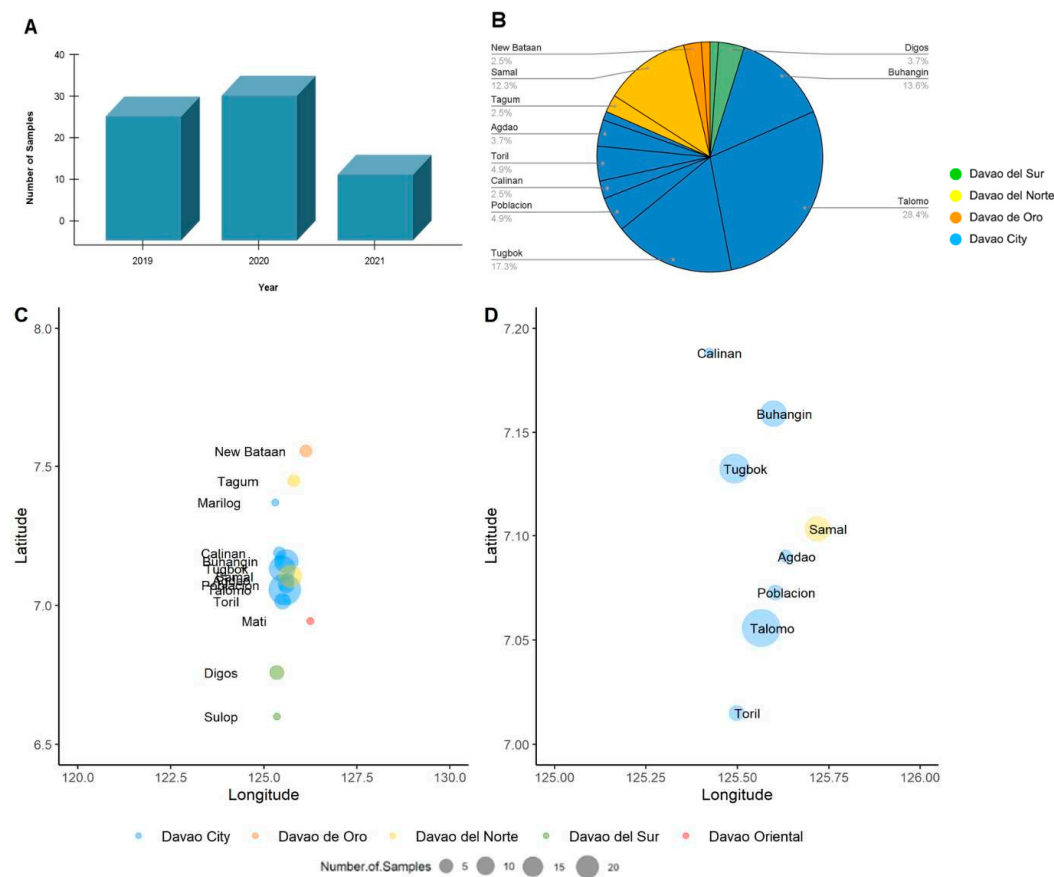 A
40
30
20
10
0
Number of Samples
2019
2020
2021
Year
B
New Bataan
2.5%
Samal
12.3%
Tagum
2.5%
Agdao
3.7%
Toril
4.9%
Calinan
2.5%
Poblacion
4.9%
Tugbok
17.3%
Digos
3.7%
Buhangin
13.6%
Talomo
28.4%
Davao del Sur
Davao del Norte
Davao de Oro
Davao City
C
8.0
7.5
7.0
6.5
Latitude
New Bataan
Tagum
Marilog
Calinan
Buhangin
Tugbok
Samal
Agdao
Poblacion
Talomo
Toril
Mati
Digos
Sulop
120.0
122.5
125.0
127.5
130.0
Longitude
D
7.20
7.15
7.10
7.05
7.00
Latitude
Calinan
Buhangin
Tugbok
Samal
Agdao
Poblacion
Talomo
Toril
125.00
125.25
125.50
125.75
126.00
Longitude
Davao City
Davao de Oro
Davao del Norte
Davao del Sur
Davao Oriental
Number.of.Samples
5
10
15
20